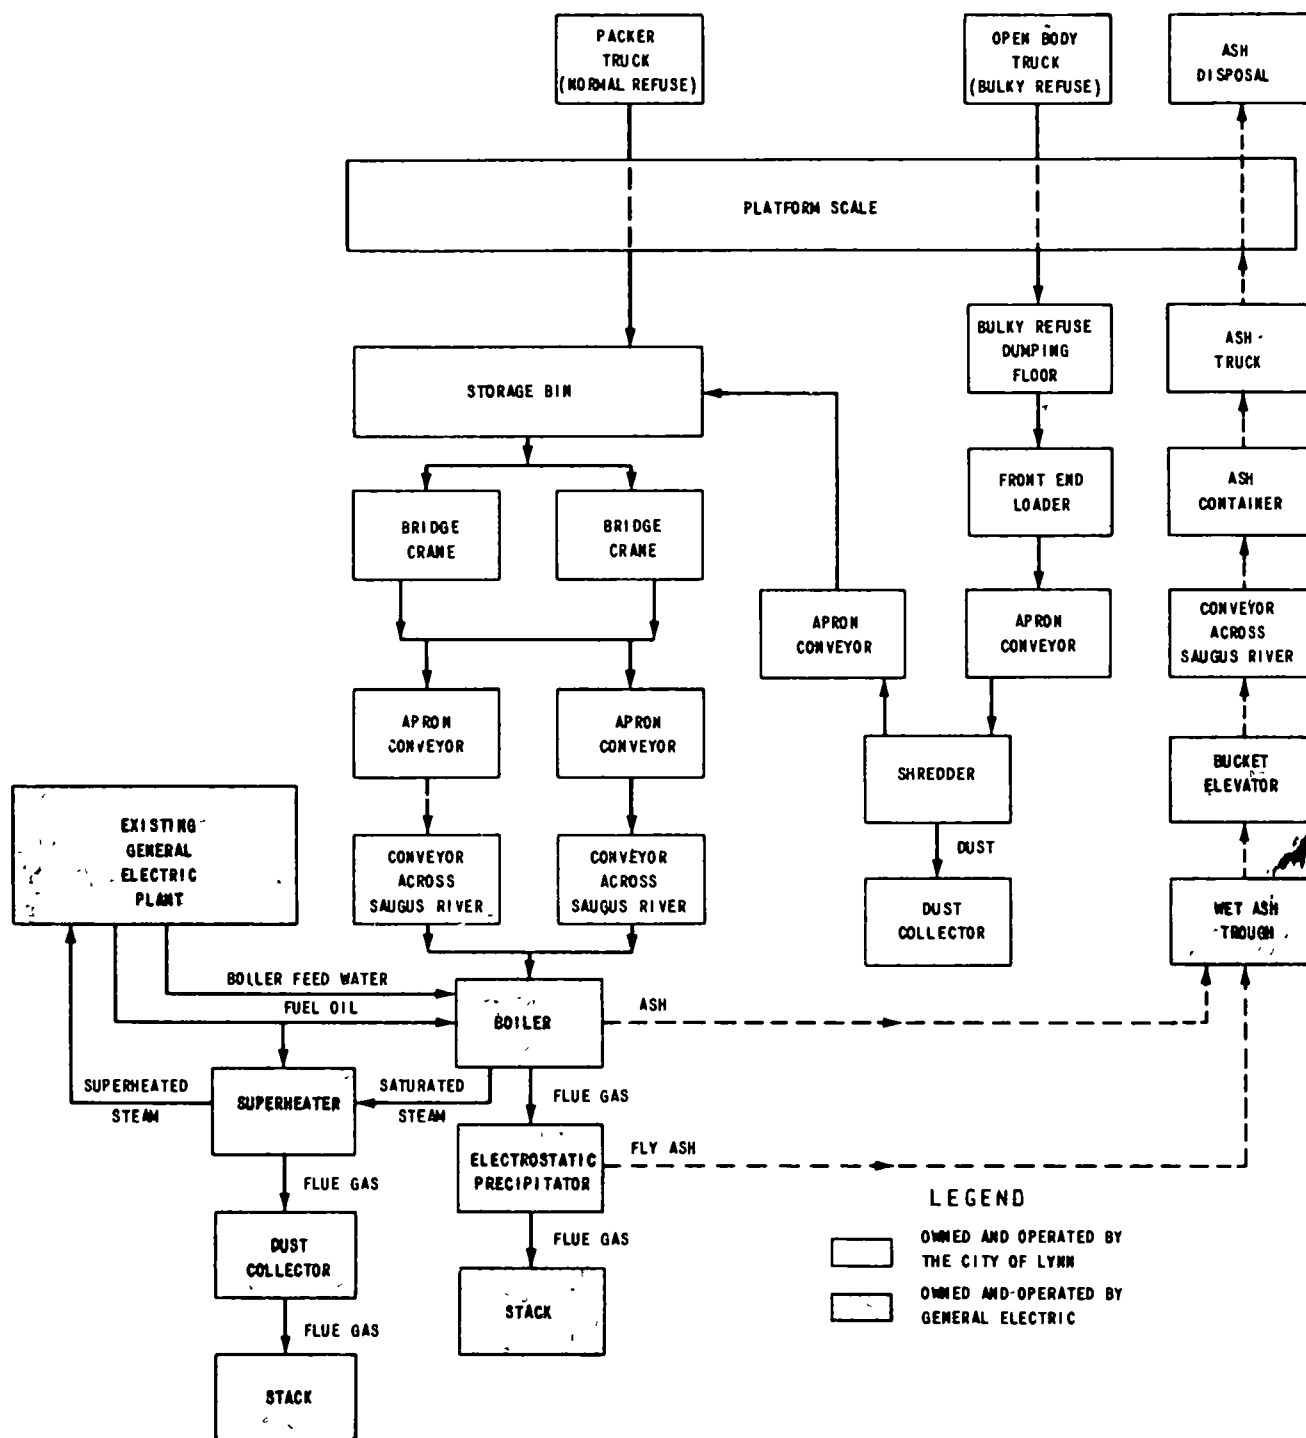 PACKER
TRUCK
(NORMAL REFUSE)
OPEN BODY
TRUCK
(BULKY REFUSE)
ASH
DISPOSAL
PLATFORM SCALE
BULKY REFUSE
DUMPING
FLOOR
ASH
TRUCK
STORAGE BIN
FRONT END
LOADER
ASH
CONTAINER
BRIDGE
CRANE
BRIDGE
CRANE
APRON
CONVEYOR
APRON
CONVEYOR
CONVEYOR
ACROSS
SAUGUS RIVER
APRON
CONVEYOR
APRON
CONVEYOR
SHREDDER
BUCKET
ELEVATOR
EXISTING
GENERAL
ELECTRIC
PLANT
CONVEYOR
ACROSS
SAUGUS RIVER
CONVEYOR
ACROSS
SAUGUS RIVER
DUST
DUST
COLLECTOR
WET ASH
TROUGH
BOILER FEED WATER
FUEL OIL
BOILER
ASH
SUPERHEATED
STEAM
SUPERHEATER
SATURATED
STEAM
FLUE GAS
ELECTROSTATIC
PRECIPITATOR
FLY ASH
FLUE GAS
DUST
COLLECTOR
FLUE GAS
STACK
FLUE GAS
STACK
LEGEND
OWNED AND OPERATED BY
THE CITY OF LYNN
OWNED AND OPERATED BY
GENERAL ELECTRIC